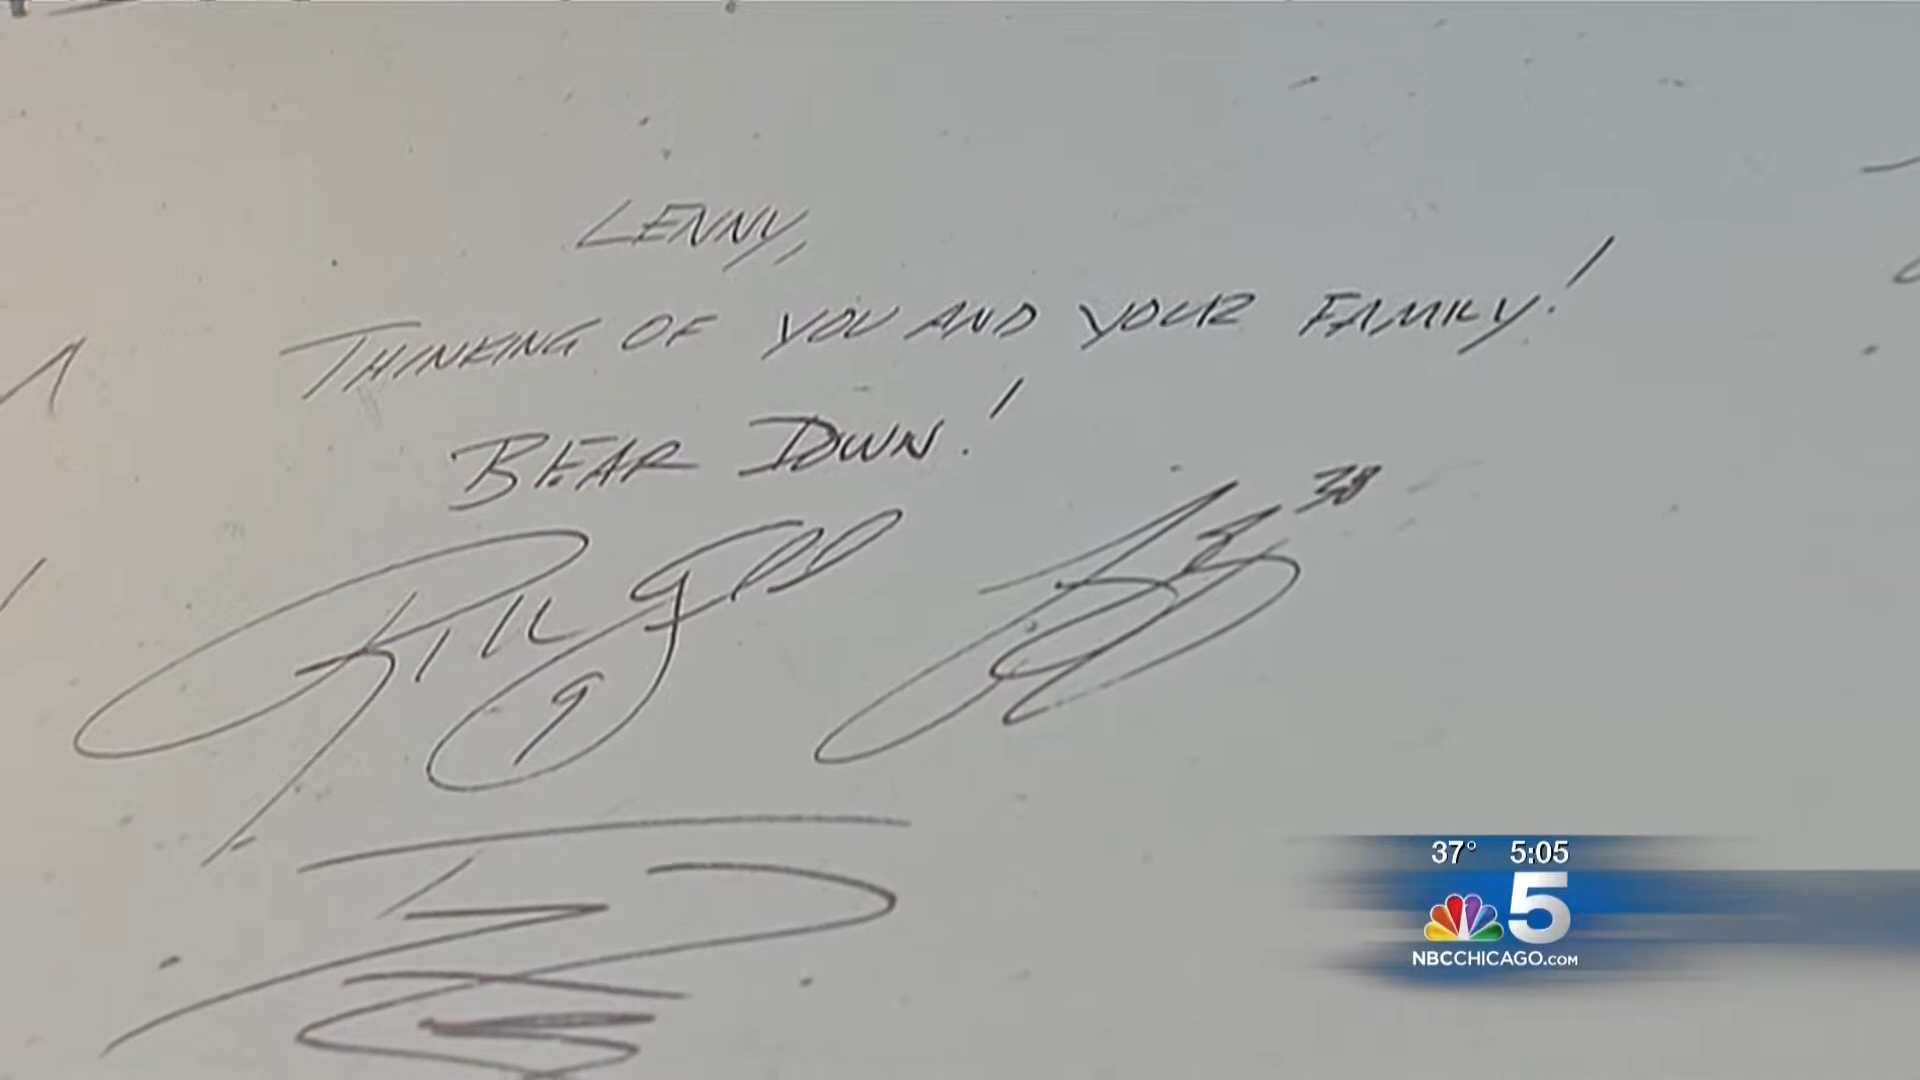 LENNY,
THINKING OF YOU AND YOUR FAMILY!
BEAR DOWN!
38
9
37° 5:05
5
NBCCHICAGO.COM